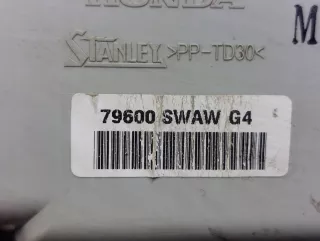 HONDA
STANLEY >PP-TD30<
M
79600 SWAW G4